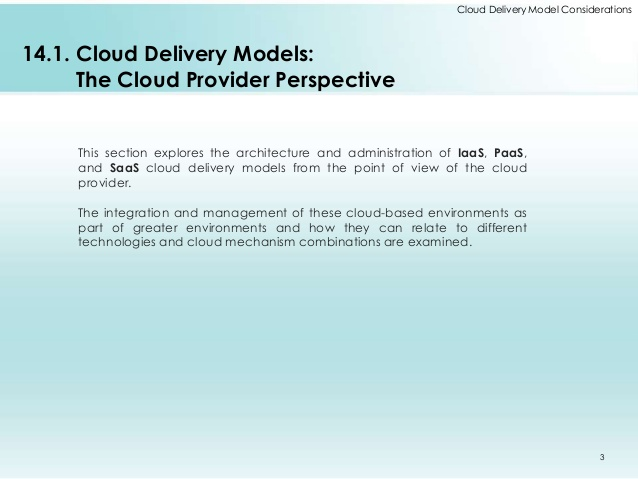 Cloud Delivery Model Considerations
14.1. Cloud Delivery Models:
The Cloud Provider Perspective
This section explores the architecture and administration of IaaS, PaaS,
and SaaS cloud delivery models from the point of view of the cloud
provider.
The integration and management of these cloud-based environments as
part of greater environments and how they can relate to different
technologies and cloud mechanism combinations are examined.
3